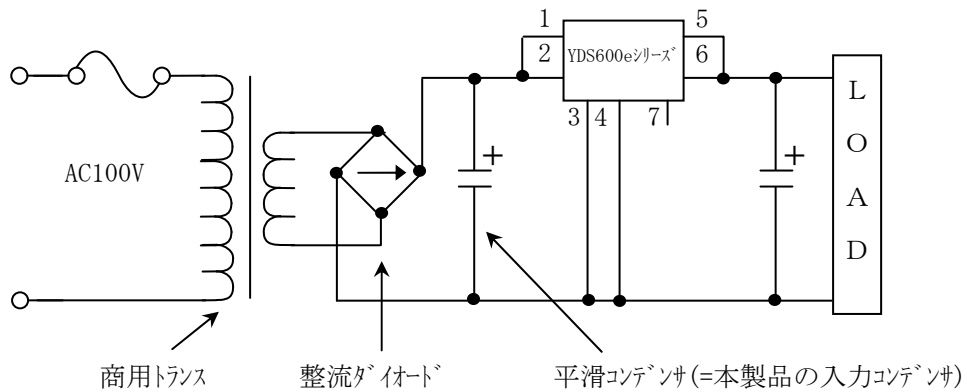 1
2
YDS600eシリーズ
5
6
3
4
7
+
+
AC100V
L
O
A
D
商用トランス
整流ダイオード
平滑コンデンサ(=本製品の入力コンデンサ)